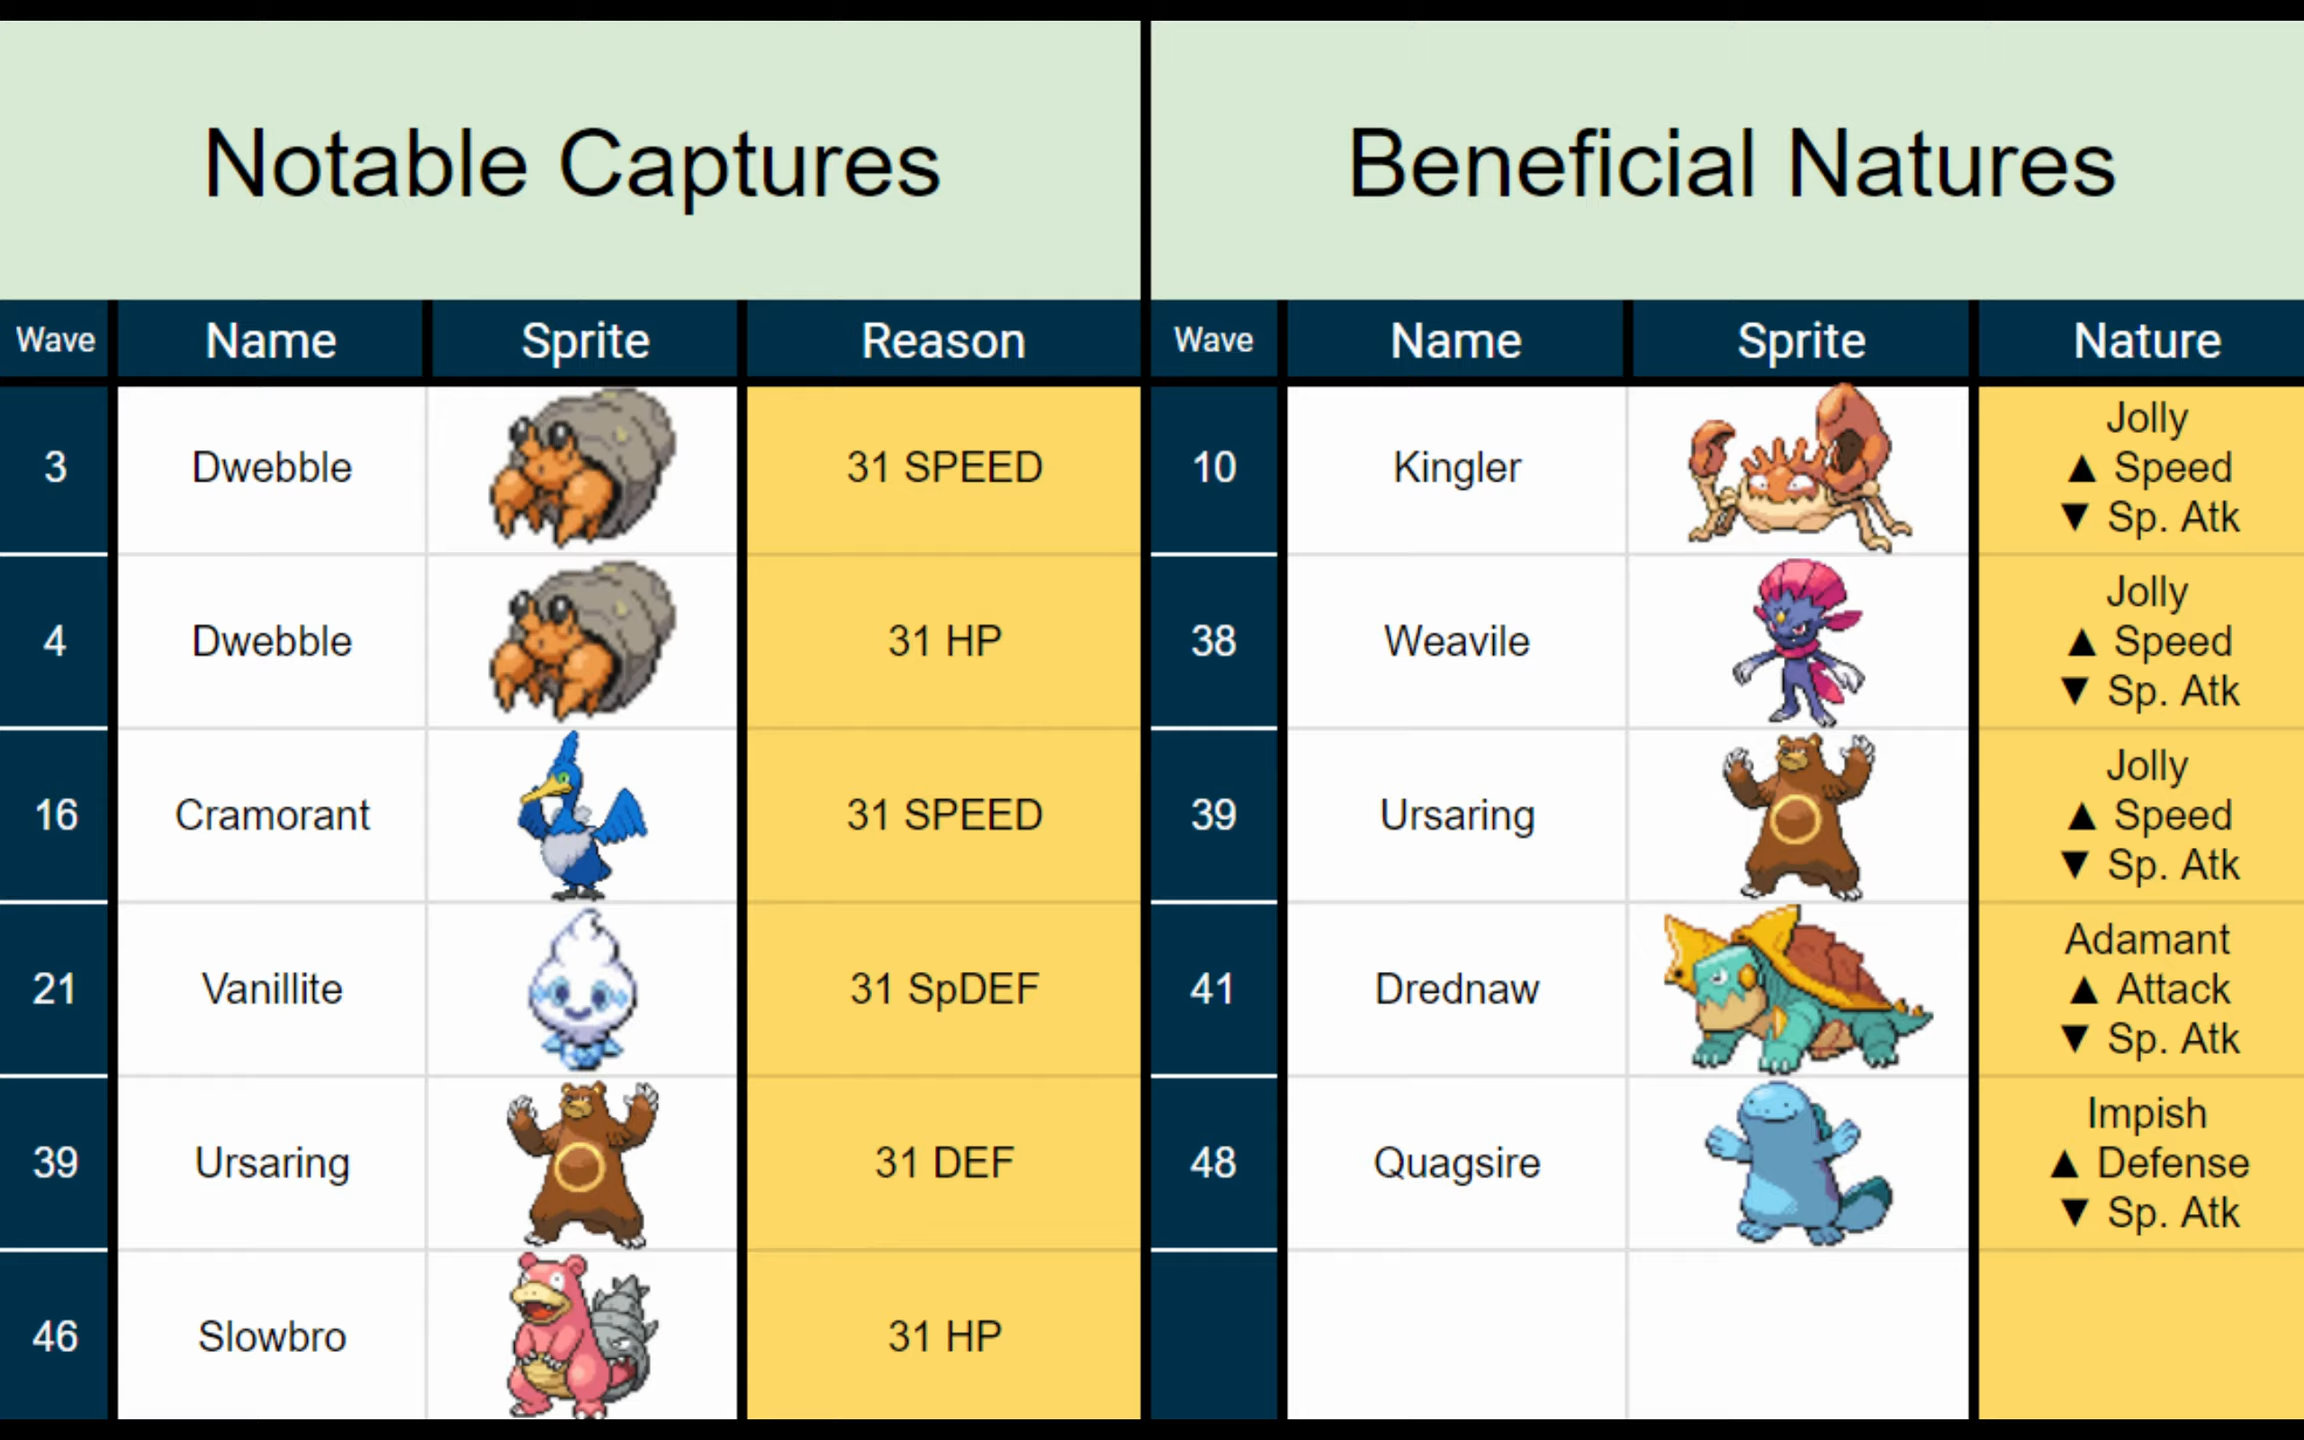 Notable Captures
Wave Name Sprite Reason
3 Dwebble 31 SPEED
4 Dwebble 31 HP
16 Cramorant 31 SPEED
21 Vanillite 31 SpDEF
39 Ursaring 31 DEF
46 Slowbro 31 HP
Beneficial Natures
Wave Name Sprite Nature
10 Kingler Jolly
▲ Speed
▼ Sp. Atk
38 Weavile Jolly
▲ Speed
▼ Sp. Atk
39 Ursaring Jolly
▲ Speed
▼ Sp. Atk
41 Drednaw Adamant
▲ Attack
▼ Sp. Atk
48 Quagsire Impish
▲ Defense
▼ Sp. Atk